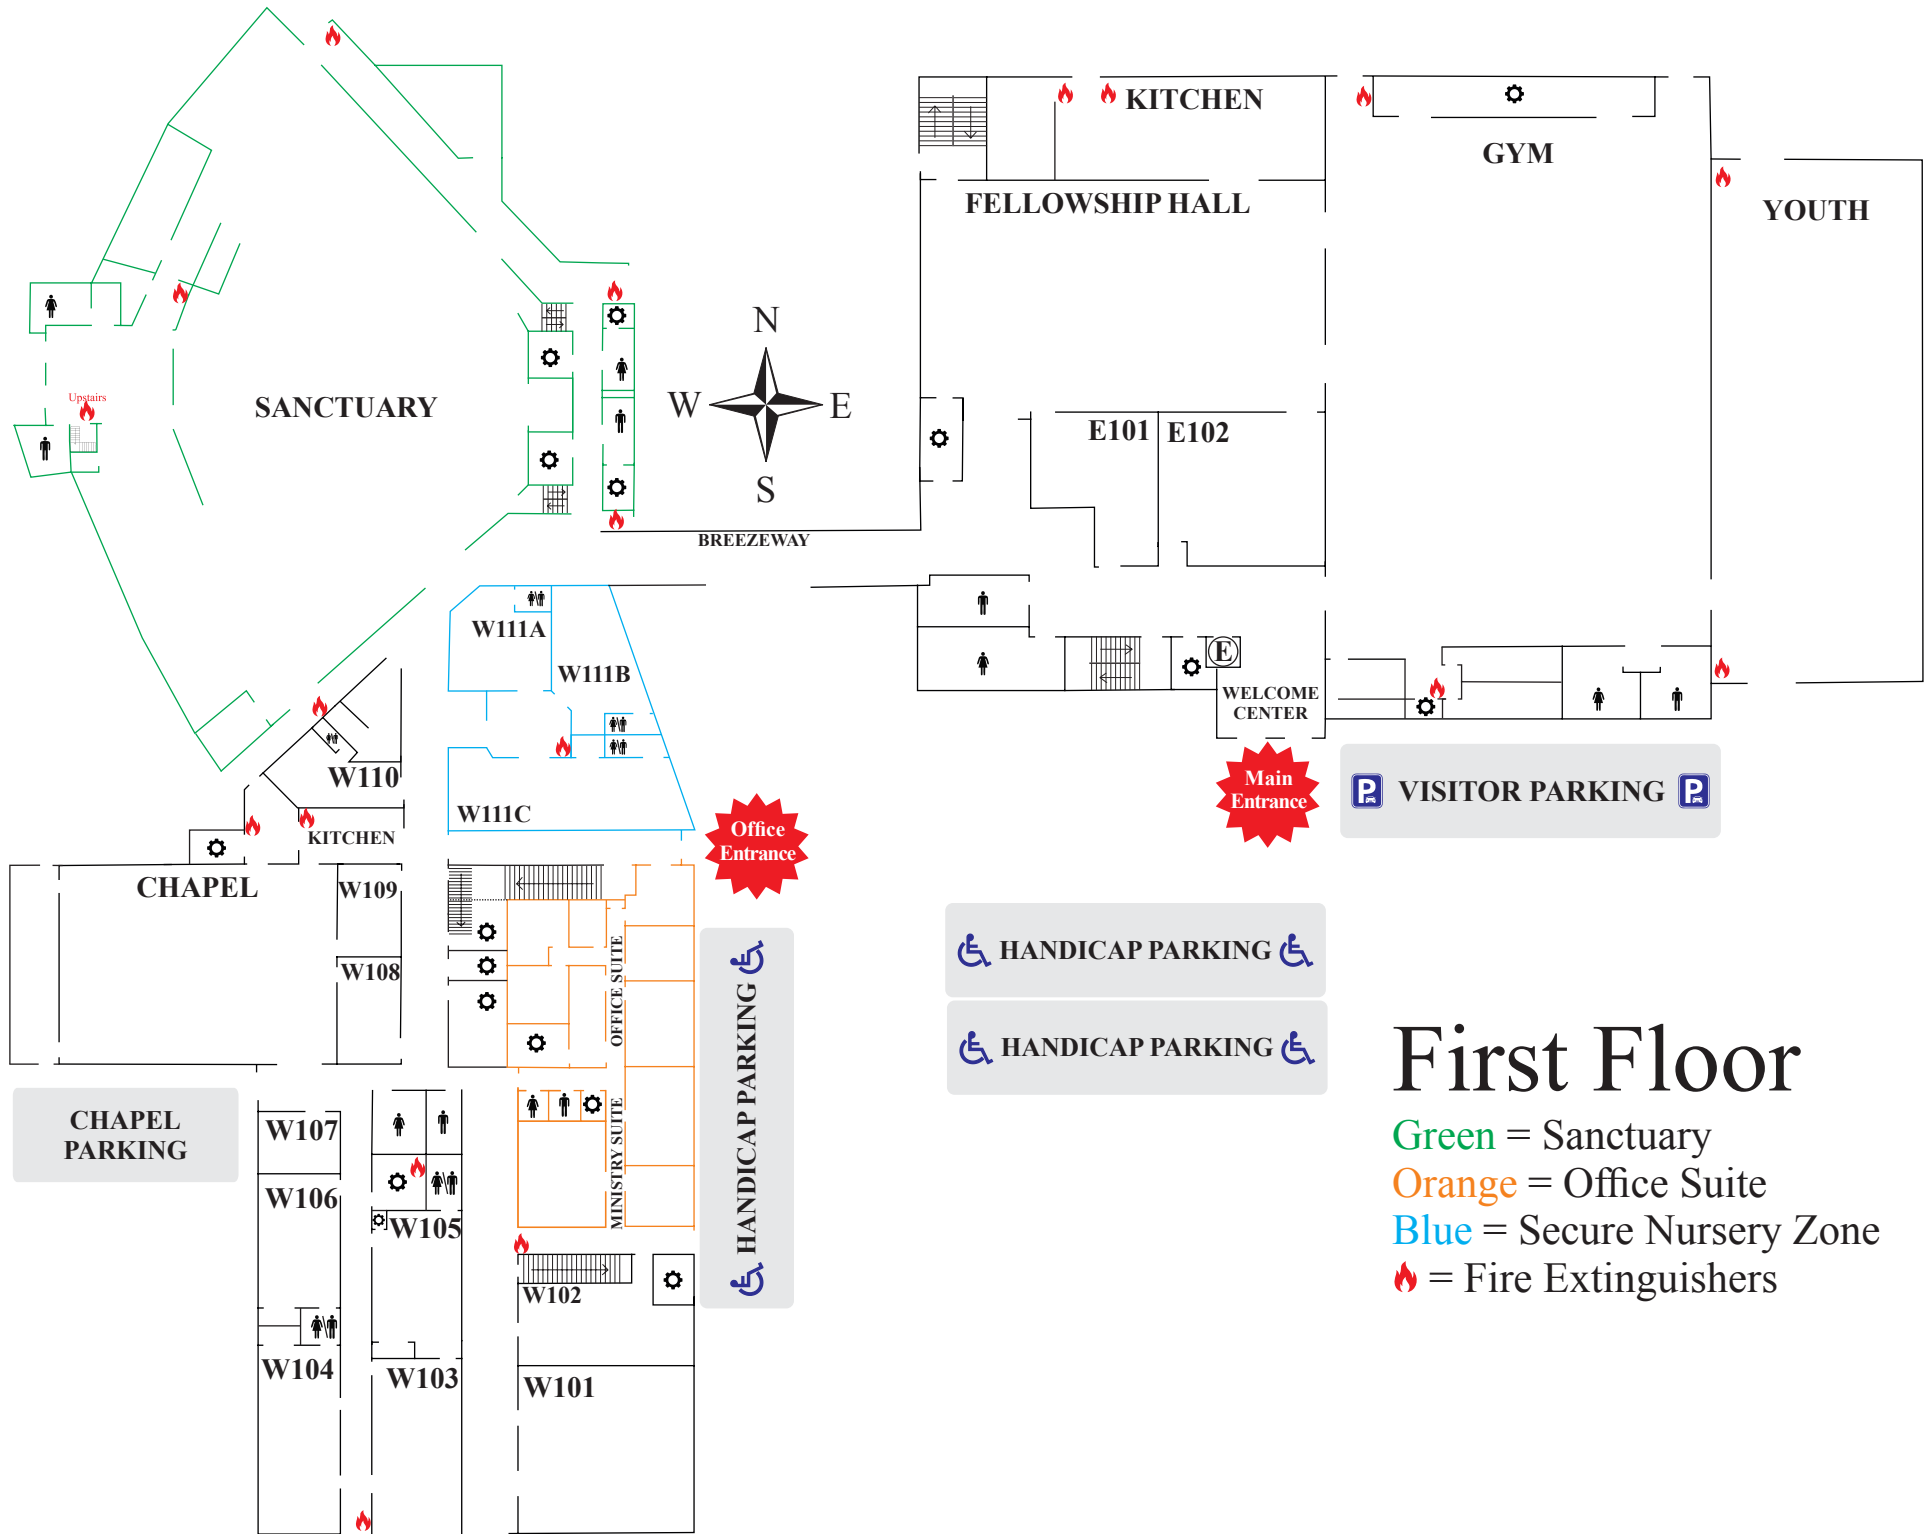 KITCHEN
GYM
FELLOWSHIP HALL
YOUTH
N
W E
S
Upstairs
SANCTUARY
E101
E102
BREEZEWAY
W111A
W111B
E
WELCOME
CENTER
W110
W111C
Main
Entrance
P VISITOR PARKING P
Office
Entrance
KITCHEN
CHAPEL
W109
W108
OFFICE SUITE
MINISTRY SUITE
HANDICAP PARKING
HANDICAP PARKING
HANDICAP PARKING
CHAPEL
PARKING
W107
W106
W105
W102
W104
W103
W101
First Floor
Green = Sanctuary
Orange = Office Suite
Blue = Secure Nursery Zone
= Fire Extinguishers